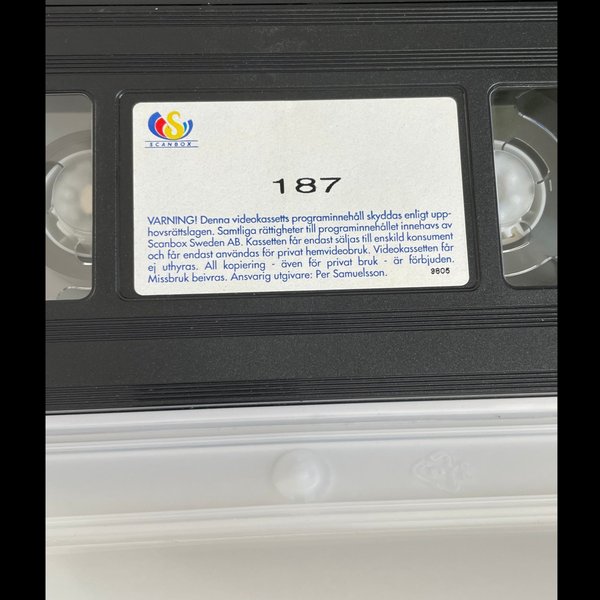 S
SCANBOX
187
VARNING! Denna videokassetts programinnehåll skyddas enligt upp-
hovsrättslagen. Samtliga rättigheter till programinnehållet innehavs av
Scanbox Sweden AB. Kassetten får endast säljas till enskild konsument
och får endast användas för privat hemvideobruk. Videokassetten får
ej uthyras. All kopiering - även för privat bruk - är förbjuden.
Missbruk beivras. Ansvarig utgivare: Per Samuelsson.
9805